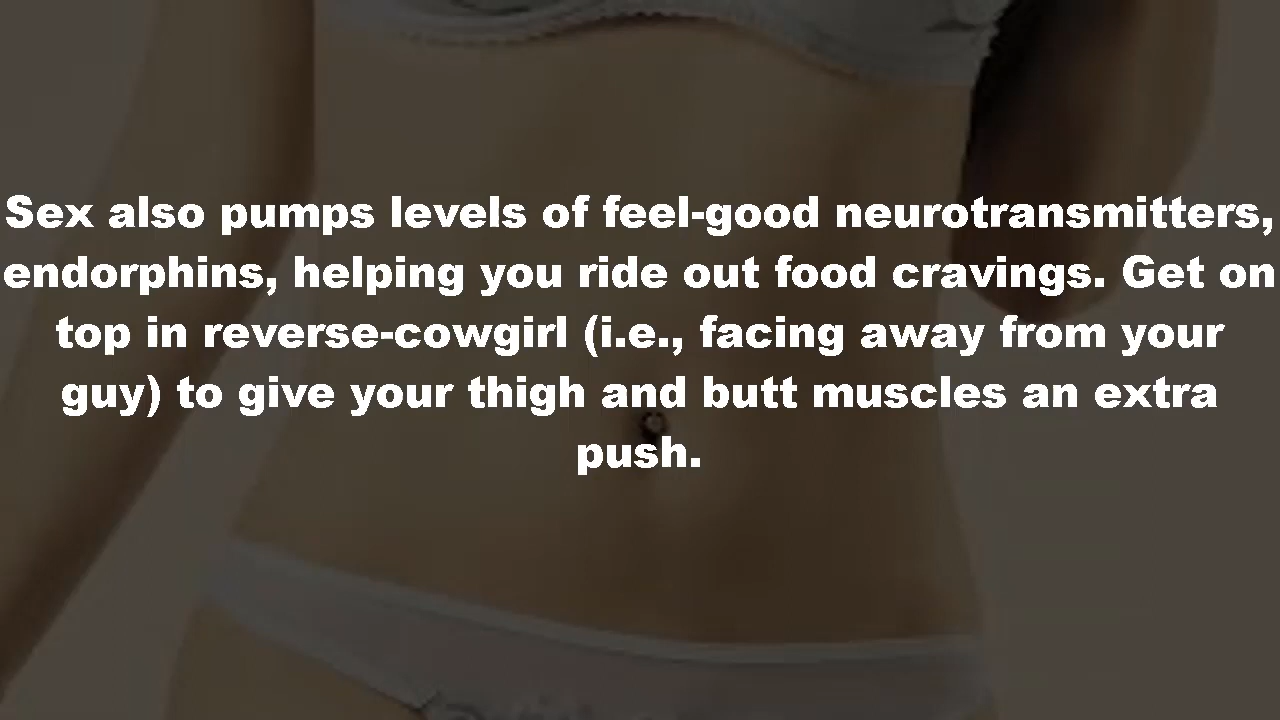 Sex also pumps levels of feel-good neurotransmitters,
endorphins, helping you ride out food cravings. Get on
top in reverse-cowgirl (i.e., facing away from your
guy) to give your thigh and butt muscles an extra
push.